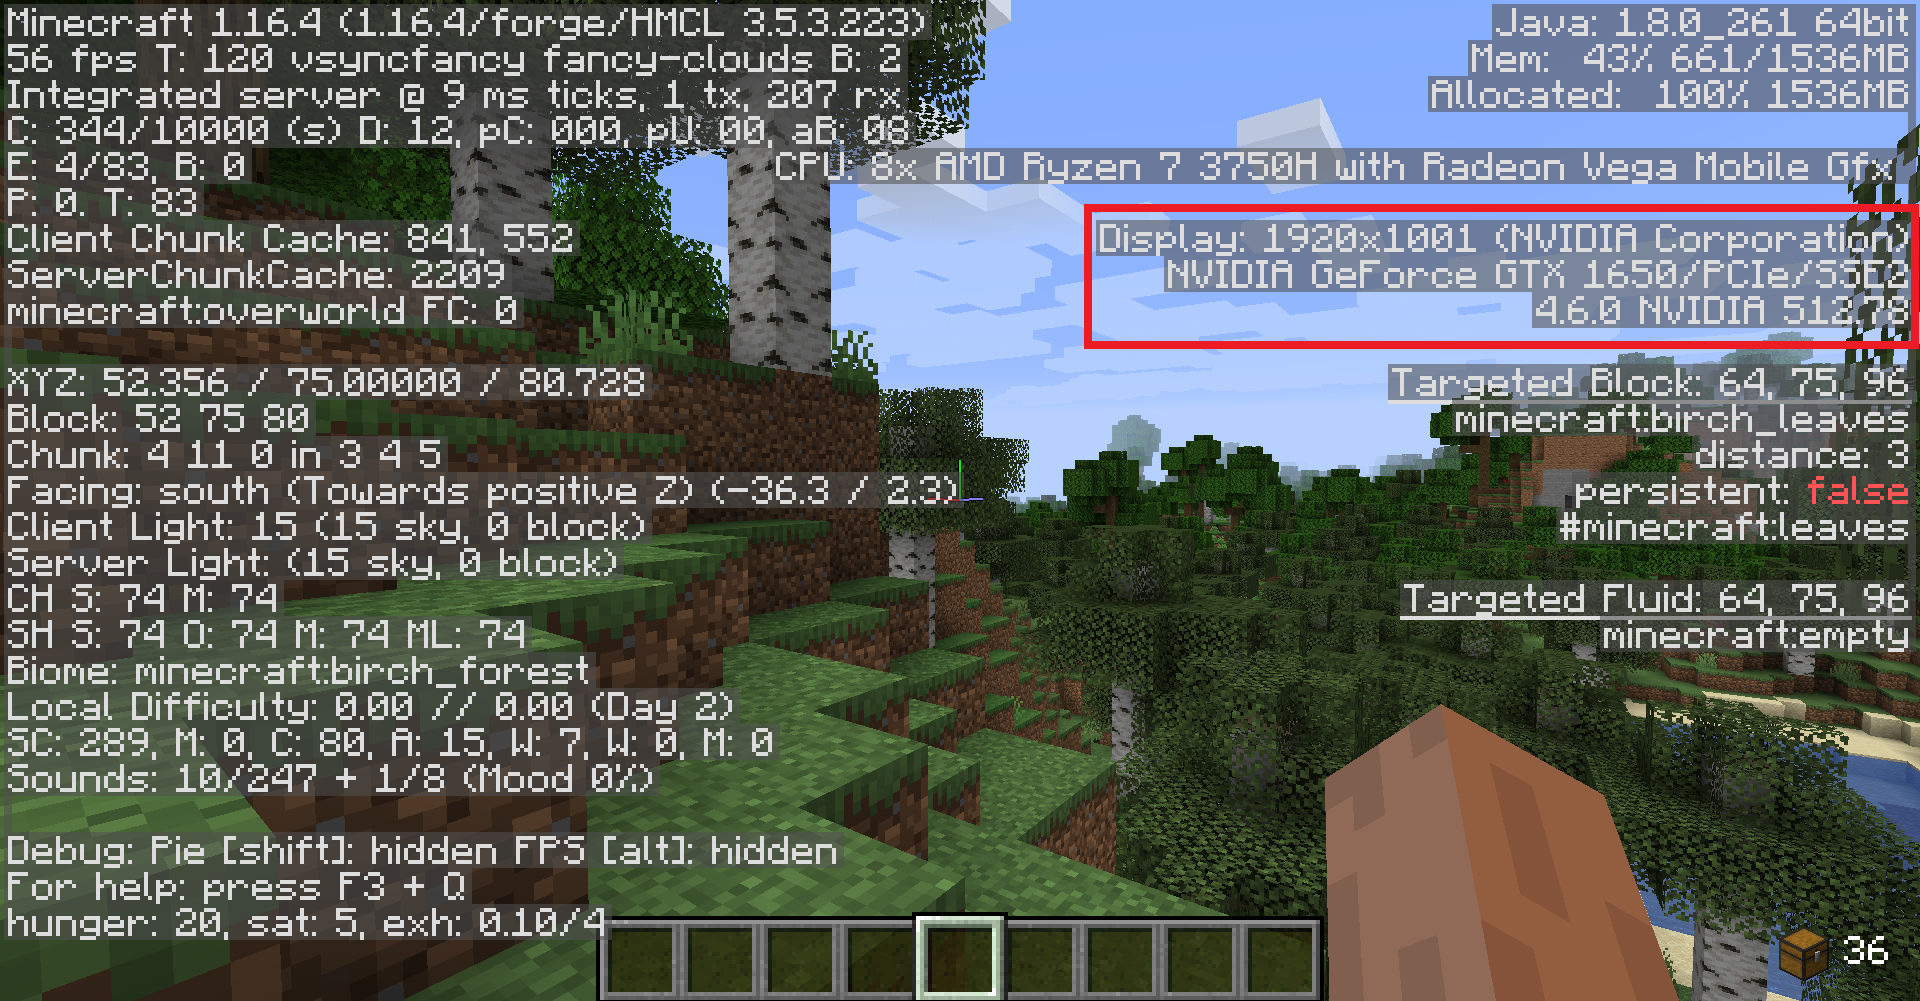 Minecraft 1.16.4 (1.16.4/forge/HMCL 3.5.3.223)
56 fps T: 120 vsyncfancy fancy-clouds B: 2
Integrated server @ 9 ms ticks, 1 tx, 207 rx
C: 344/10000 (s) D: 12, pC: 000, pU: 00, aB: 08
E: 4/83, B: 0
P: 0. T: 83
Client Chunk Cache: 841, 552
ServerChunkCache: 2209
minecraft:overworld FC: 0
XYZ: 52.356 / 75.00000 / 80.728
Block: 52 75 80
Chunk: 4 11 0 in 3 4 5
Facing: south (Towards positive Z) (-36.3 / 2.3)
Client Light: 15 (15 sky, 0 block)
Server Light: (15 sky, 0 block)
CH S: 74 M: 74
SH S: 74 O: 74 M: 74 ML: 74
Biome: minecraft:birch_forest
Local Difficulty: 0.00 // 0.00 (Day 2)
SC: 289, M: 0, C: 80, A: 15, W: 7, W: 0, M: 0
Sounds: 10/247 + 1/8 (Mood 0%)
Debug: Pie [shift]: hidden FPS [alt]: hidden
For help: press F3 + Q
hunger: 20, sat: 5, exh: 0.10/4
Java: 1.8.0_261 64bit
Mem: 43% 661/1536MB
Allocated: 100% 1536MB
CPU: 8x AMD Ryzen 7 3750H with Radeon Vega Mobile Gfx
Display: 1920x1001 (NVIDIA Corporation)
NVIDIA GeForce GTX 1650/PCIe/SSE2
4.6.0 NVIDIA 512.78
Targeted Block: 64, 75, 96
minecraft:birch_leaves
distance: 3
persistent: false
#minecraft:leaves
Targeted Fluid: 64, 75, 96
minecraft:empty
36